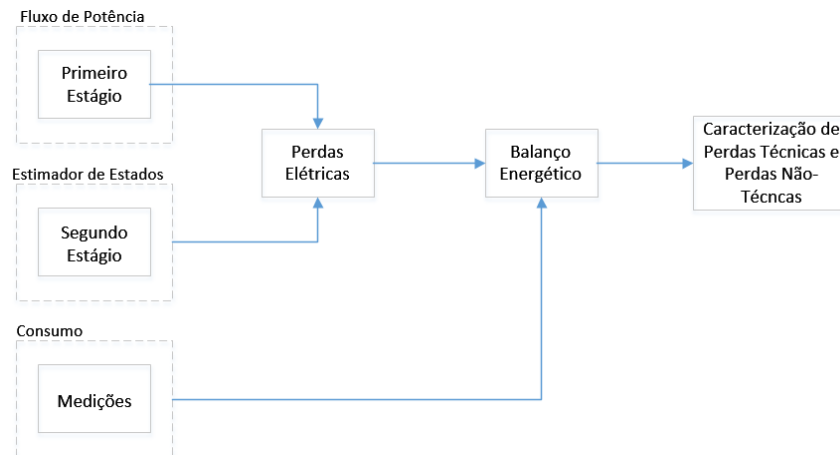 Fluxo de Potência
Primeiro
Estágio
Estimador de Estados
Segundo
Estágio
Consumo
Medições
Perdas
Elétricas
Balanço
Energético
Caracterização de
Perdas Técnicas e
Perdas Não-
Técncas